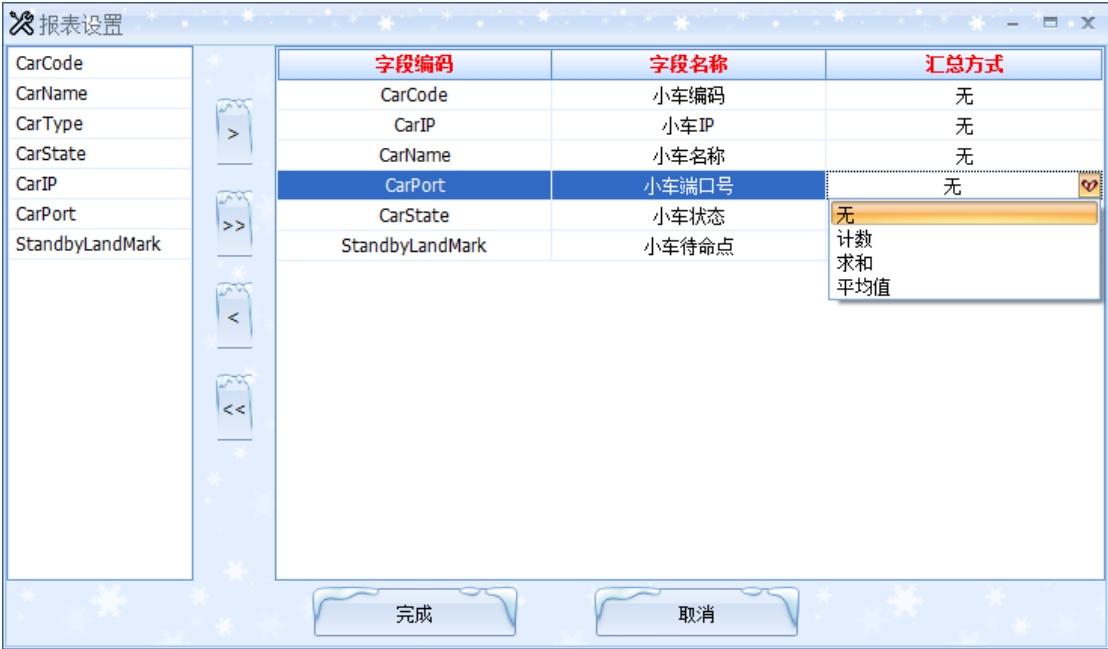 报表设置
CarCode
CarName
CarType
CarState
CarIP
CarPort
StandbyLandMark
>
>>
<
<<
字段编码 字段名称 汇总方式
CarCode 小车编码 无
CarIP 小车IP 无
CarName 小车名称 无
CarPort 小车端口号 无
CarState 小车状态
StandbyLandMark 小车待命点
无
计数
求和
平均值
完成 取消